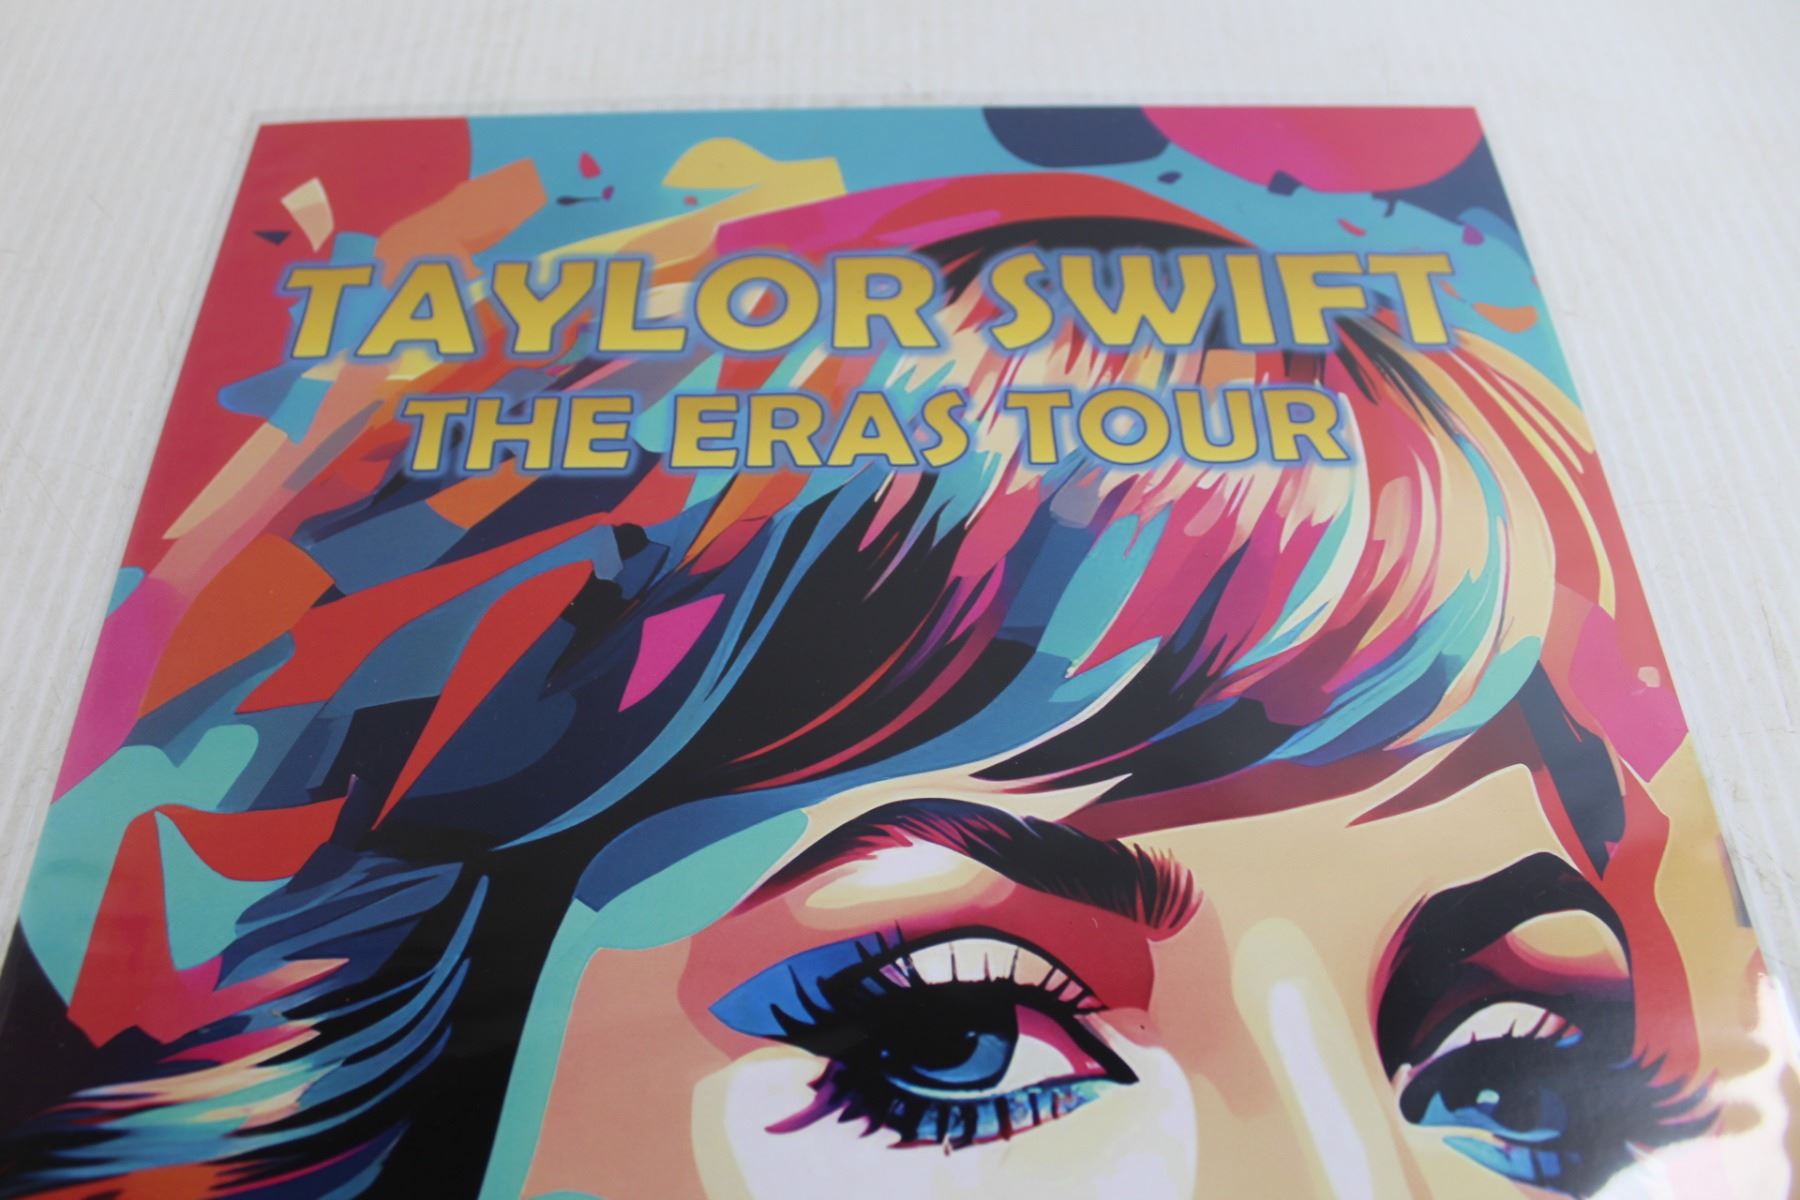 TAYLOR SWIFT
THE ERAS TOUR